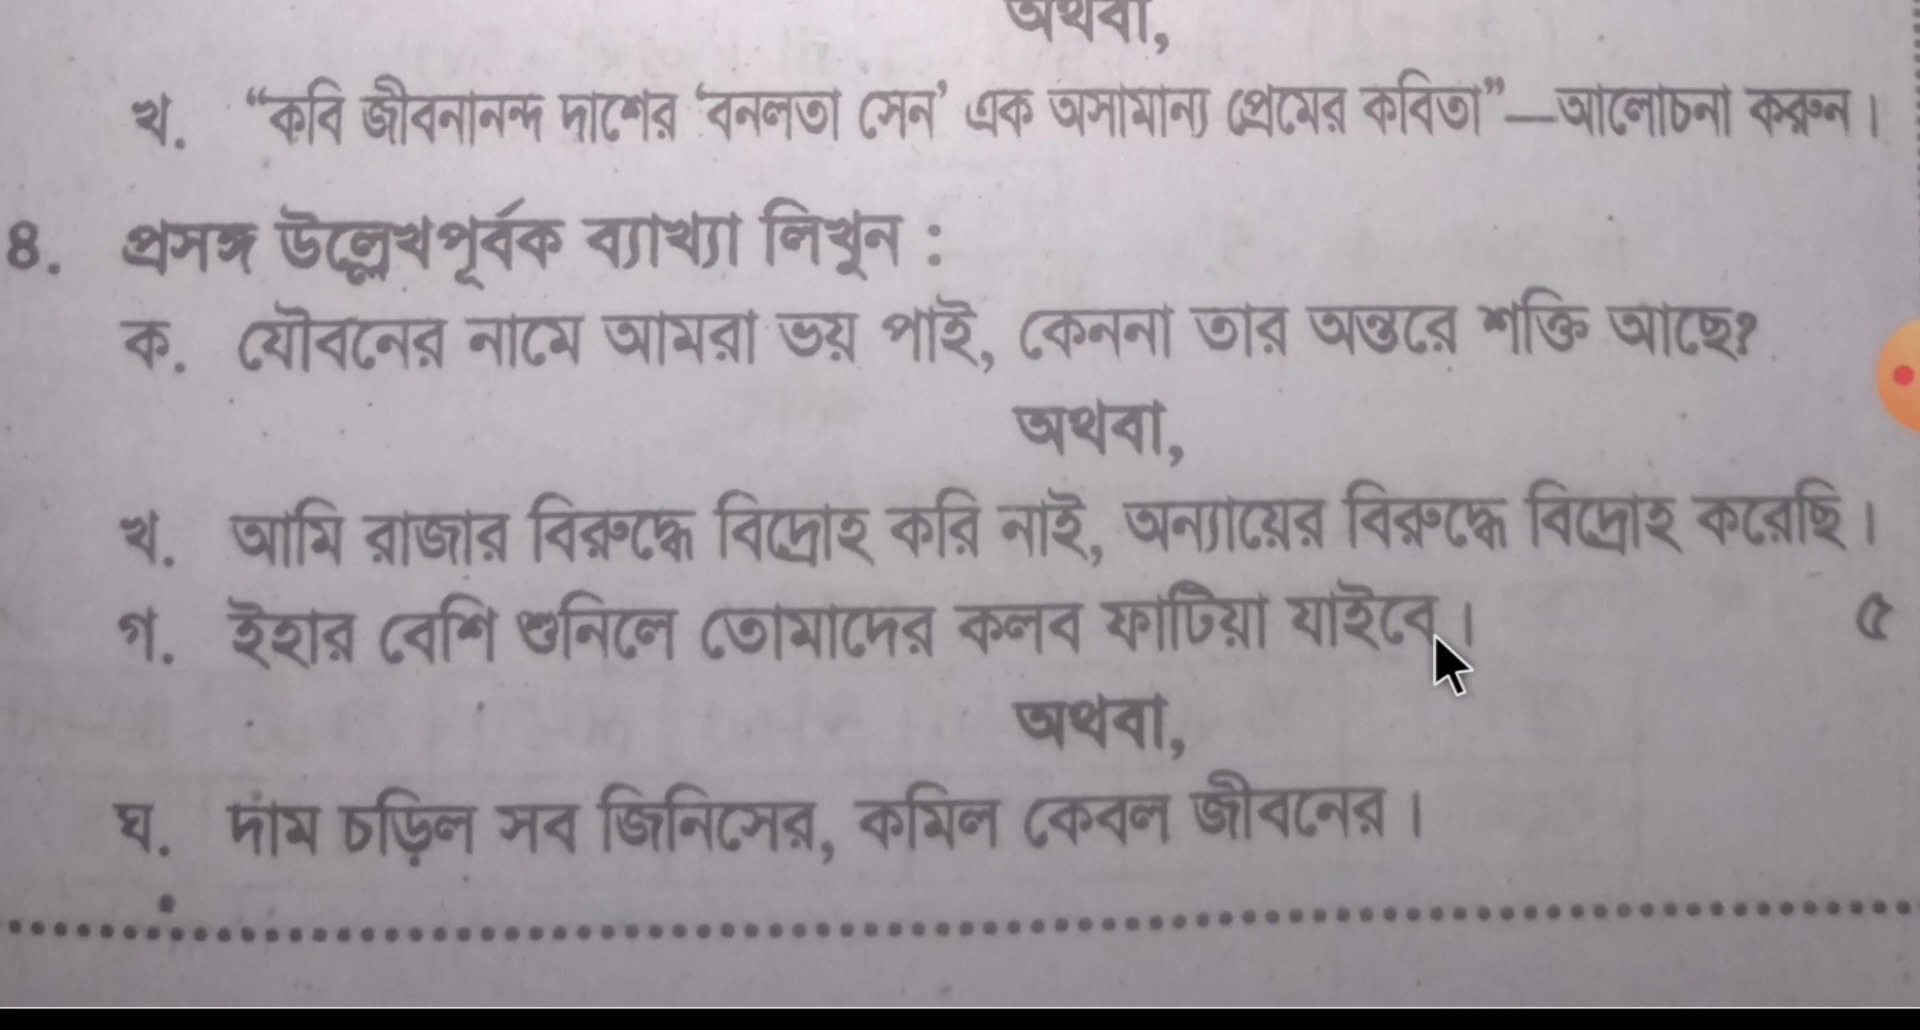 অথবা,
খ. “কবি জীবনানন্দ দাশের ‘বনলতা সেন’ এক অসামান্য প্রেমের কবিতা”—আলোচনা করুন।
৪. প্রসঙ্গ উল্লেখপূর্বক ব্যাখ্যা লিখুন :
ক. যৌবনের নামে আমরা ভয় পাই, কেননা তার অন্তরে শক্তি আছে?
অথবা,
খ. আমি রাজার বিরুদ্ধে বিদ্রোহ করি নাই, অন্যায়ের বিরুদ্ধে বিদ্রোহ করেছি।
গ. ইহার বেশি শুনিলে তোমাদের কলব ফাটিয়া যাইবে। ৫
অথবা,
ঘ. দাম চড়িল সব জিনিসের, কমিল কেবল জীবনের।